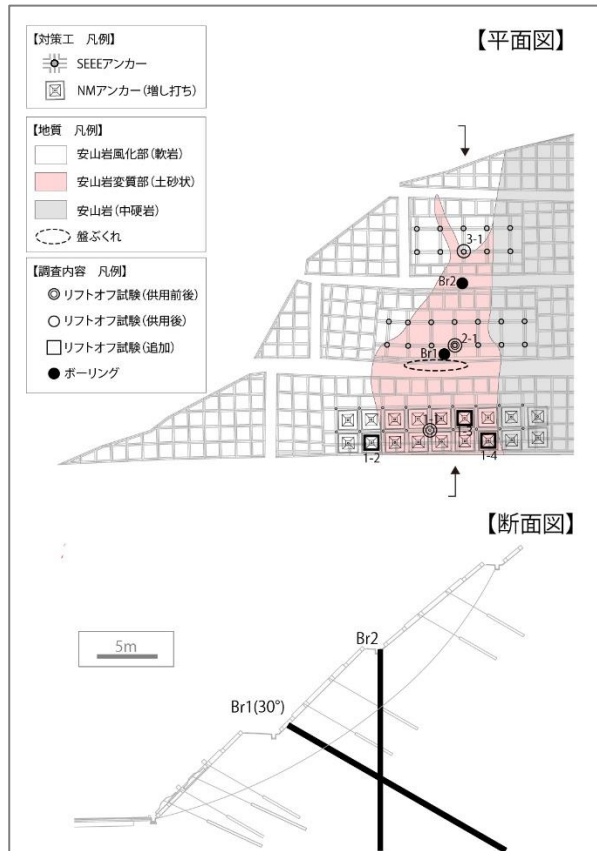 【対策工　凡例】
SEEEアンカー
NMアンカー(増し打ち)
【地質　凡例】
安山岩風化部(軟岩)
安山岩変質部(土砂状)
安山岩(中硬岩)
盤ぶくれ
【調査内容　凡例】
リフトオフ試験(供用前後)
リフトオフ試験(供用後)
リフトオフ試験(追加)
ボーリング
【平面図】
3-1
Br2
2-1
Br1
1-3
1-2
1-4
【断面図】
5m
Br2
Br1(30°)